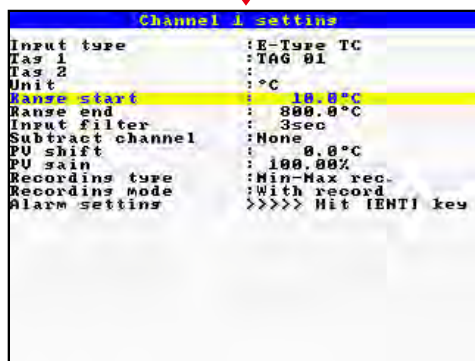 Channel 1 setting
Input type :E-Type TC
Tag 1 :TAG 01
Tag 2 :
Unit :°C
Range start : 10.0°C
Range end : 800.0°C
Input filter : 3sec
Subtract channel :None
PV shift : 0.0°C
PV gain : 100.00%
Recording type :Min-Max rec.
Recording mode :With record
Alarm setting >>>>> Hit [ENT] key